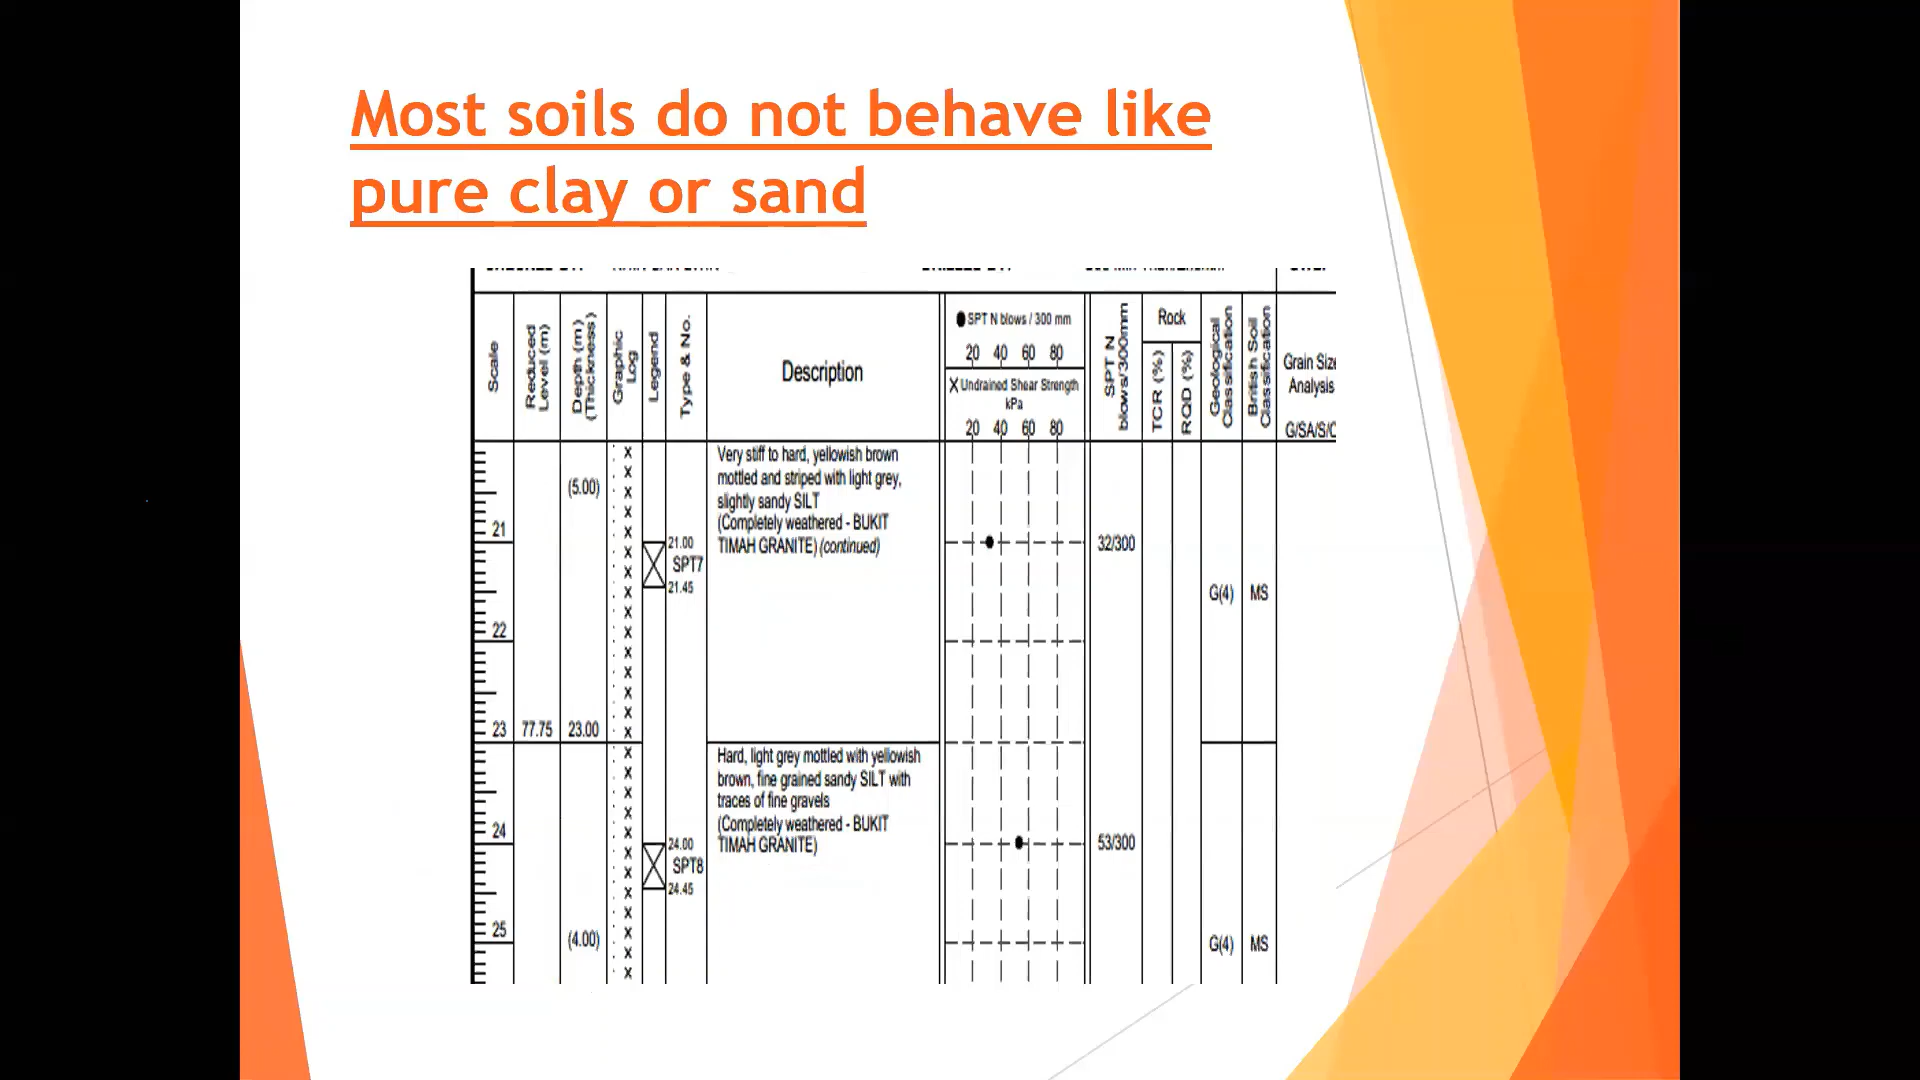 Most soils do not behave like
pure clay or sand
Scale
Reduced
Level (m)
Depth (m)
(Thickness)
Graphic
Log
Legend
Type & No.
Description
SPT N blows / 300 mm
20 40 60 80
X Undrained Shear Strength
kPa
20 40 60 80
SPT N
blows/300mm
Rock
TCR (%)
RQD (%)
Geological
Classification
British Soil
Classification
Grain Size
Analysis
G/SA/S/C
(5.00)
Very stiff to hard, yellowish brown
mottled and striped with light grey,
slightly sandy SILT
(Completely weathered - BUKIT
TIMAH GRANITE) (continued)
21
21.00
SPT7
21.45
32/300
G(4)
MS
22
23
77.75
23.00
Hard, light grey mottled with yellowish
brown, fine grained sandy SILT with
traces of fine gravels
(Completely weathered - BUKIT
TIMAH GRANITE)
24
24.00
SPT8
24.45
53/300
25
(4.00)
G(4)
MS